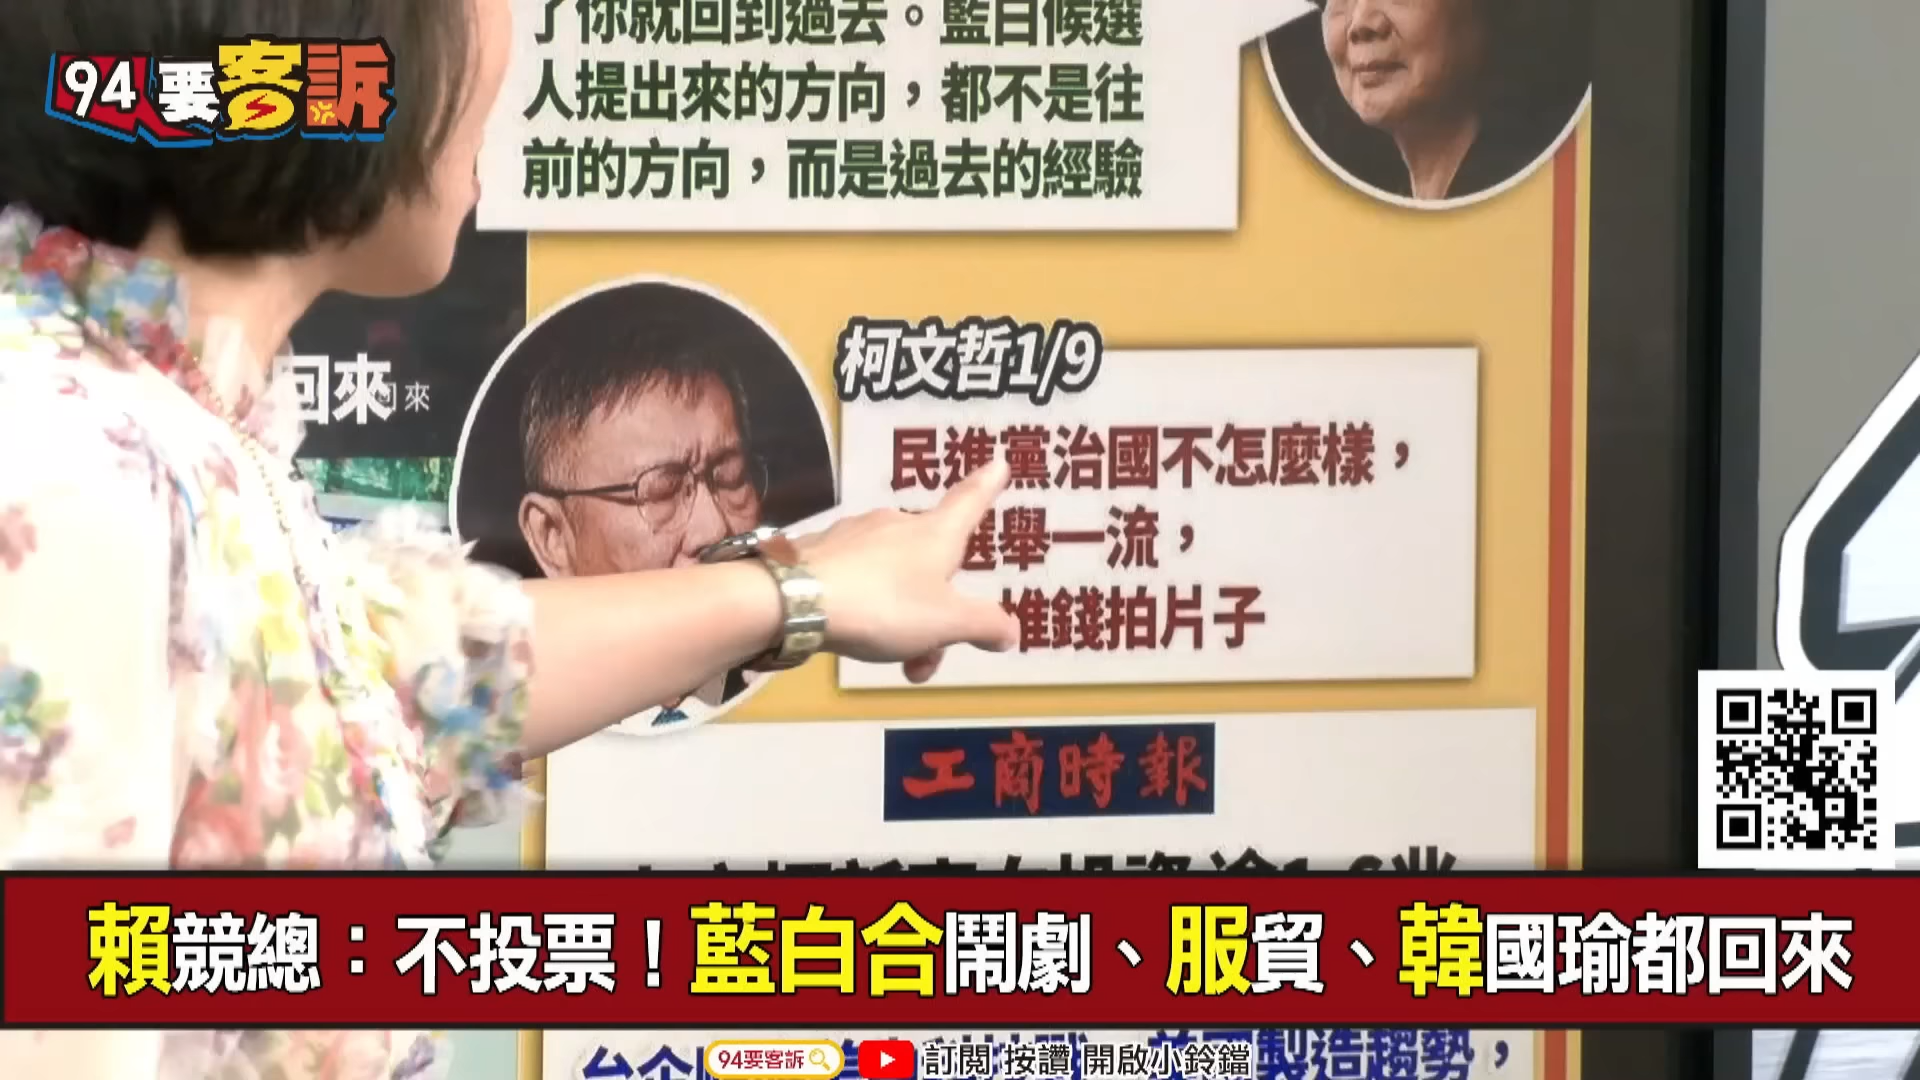 94要客訴
了你就回到過去。藍白候選
人提出來的方向，都不是往
前的方向，而是過去的經驗
回來
回來
柯文哲1/9
民進黨治國不怎麼樣，
選舉一流，
推錢拍片子
工商時報
賴競總：不投票！藍白合鬧劇、服貿、韓國瑜都回來
製造趨勢，
94要客訴
訂閱 按讚 開啟小鈴鐺